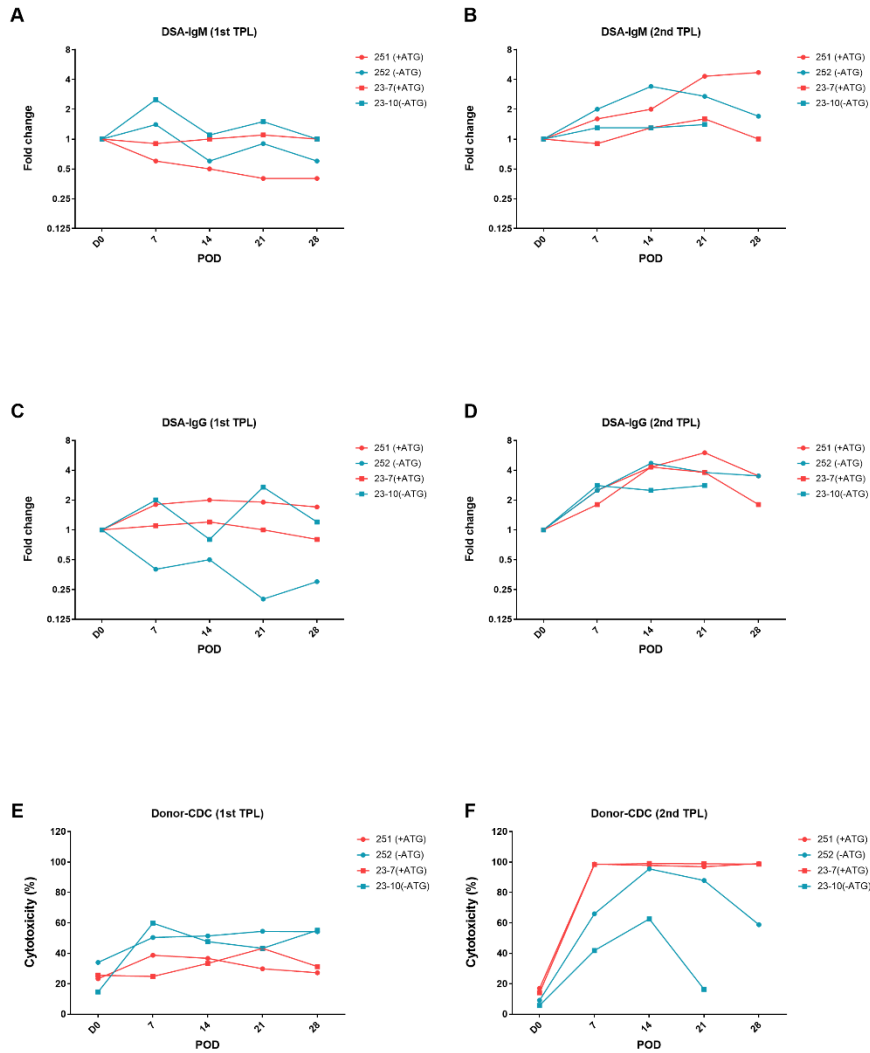 A
DSA-IgM (1st TPL)
8
4
2
1
0.5
0.25
0.125
Fold change
D0
7
14
21
28
POD
251 (+ATG)
252 (-ATG)
23-7(+ATG)
23-10(-ATG)
B
DSA-IgM (2nd TPL)
8
4
2
1
0.5
0.25
0.125
Fold change
D0
7
14
21
28
POD
251 (+ATG)
252 (-ATG)
23-7(+ATG)
23-10(-ATG)
C
DSA-IgG (1st TPL)
8
4
2
1
0.5
0.25
0.125
Fold change
D0
7
14
21
28
POD
251 (+ATG)
252 (-ATG)
23-7(+ATG)
23-10(-ATG)
D
DSA-IgG (2nd TPL)
8
4
2
1
0.5
0.25
0.125
Fold change
D0
7
14
21
28
POD
251 (+ATG)
252 (-ATG)
23-7(+ATG)
23-10(-ATG)
E
Donor-CDC (1st TPL)
120
100
80
60
40
20
0
Cytotoxicity (%)
D0
7
14
21
28
POD
251 (+ATG)
252 (-ATG)
23-7(+ATG)
23-10(-ATG)
F
Donor-CDC (2nd TPL)
120
100
80
60
40
20
0
Cytotoxicity (%)
D0
7
14
21
28
POD
251 (+ATG)
252 (-ATG)
23-7(+ATG)
23-10(-ATG)